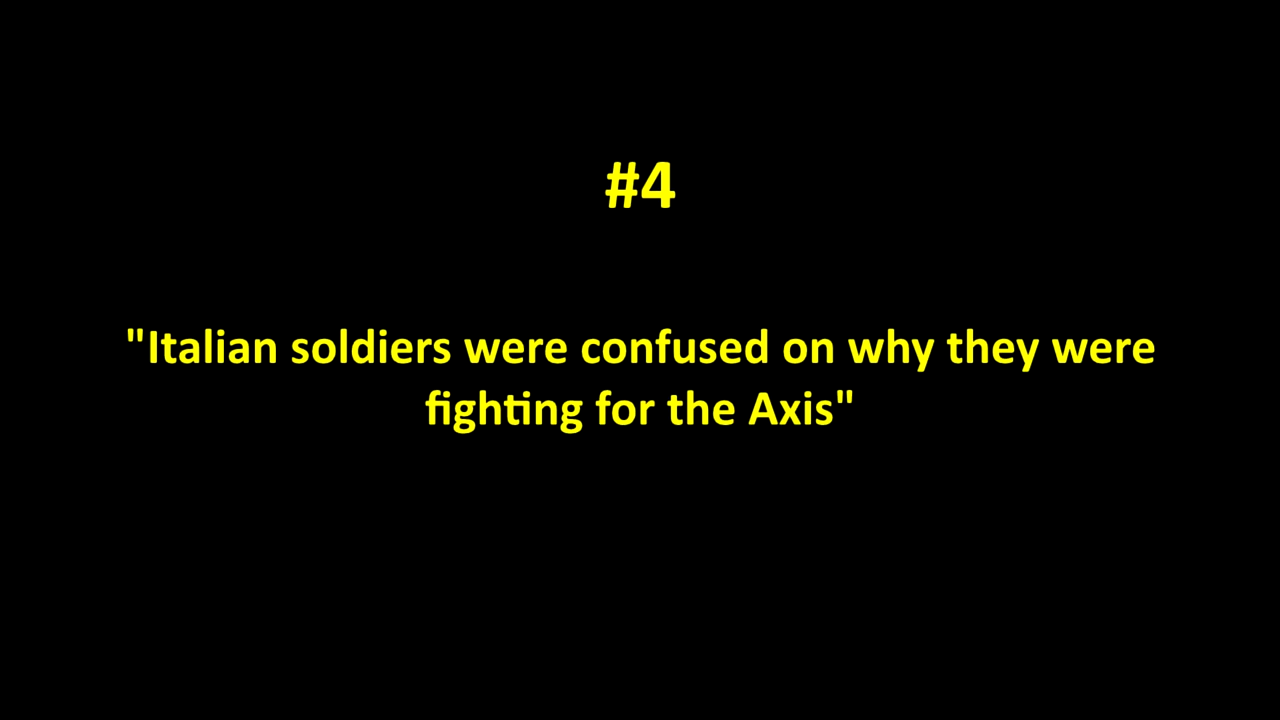 #4
"Italian soldiers were confused on why they were
fighting for the Axis"